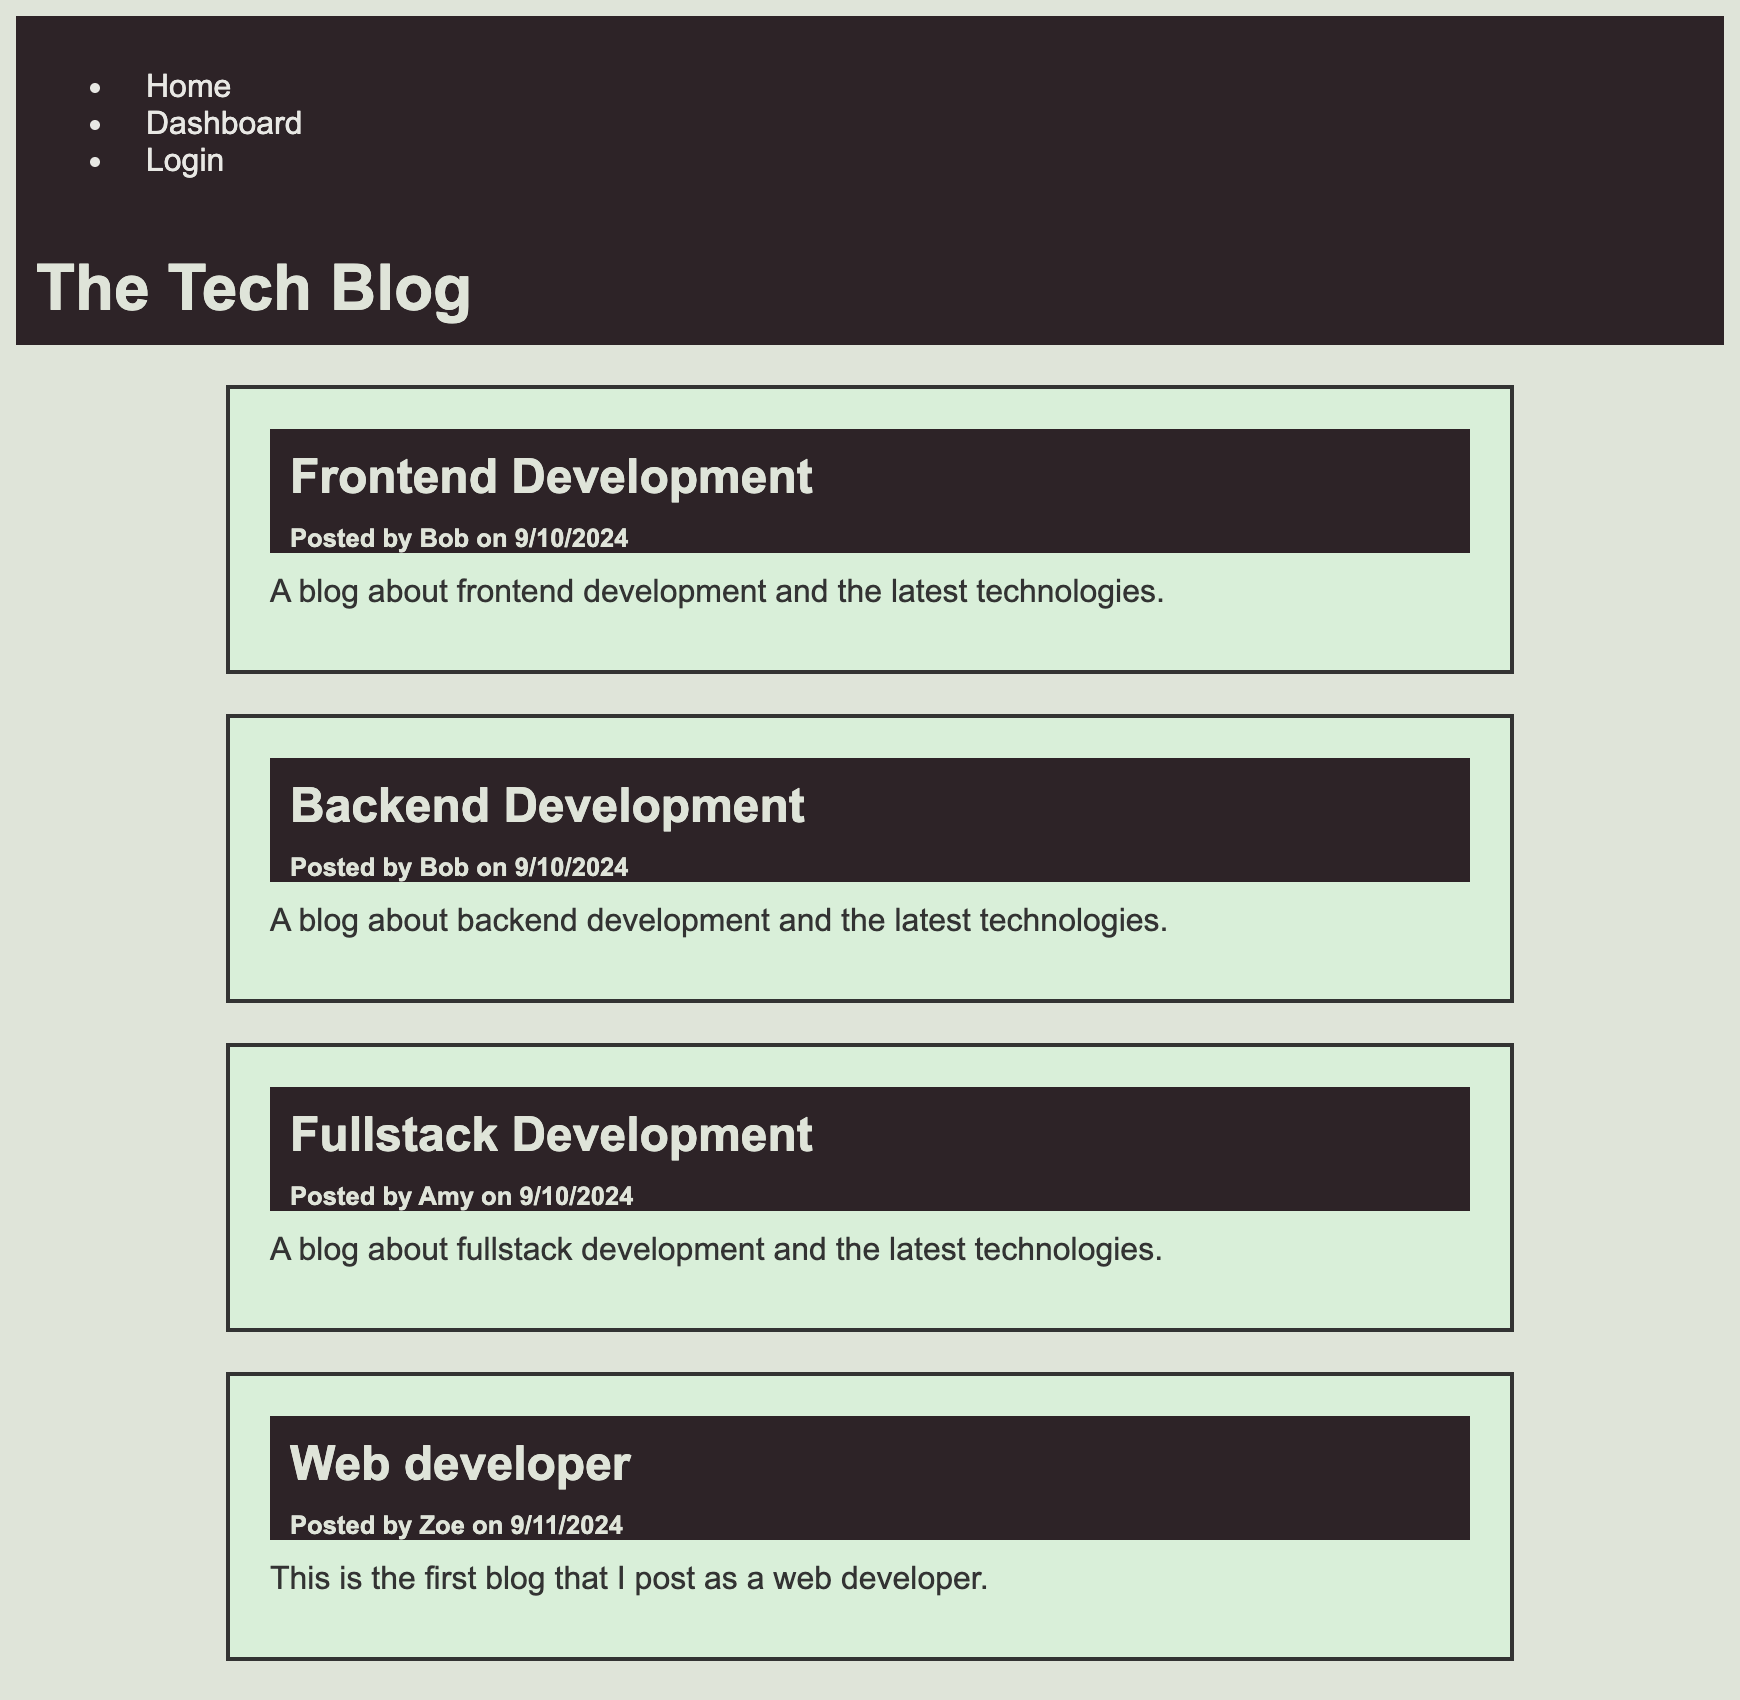 Home
Dashboard
Login
The Tech Blog
Frontend Development
Posted by Bob on 9/10/2024
A blog about frontend development and the latest technologies.
Backend Development
Posted by Bob on 9/10/2024
A blog about backend development and the latest technologies.
Fullstack Development
Posted by Amy on 9/10/2024
A blog about fullstack development and the latest technologies.
Web developer
Posted by Zoe on 9/11/2024
This is the first blog that I post as a web developer.